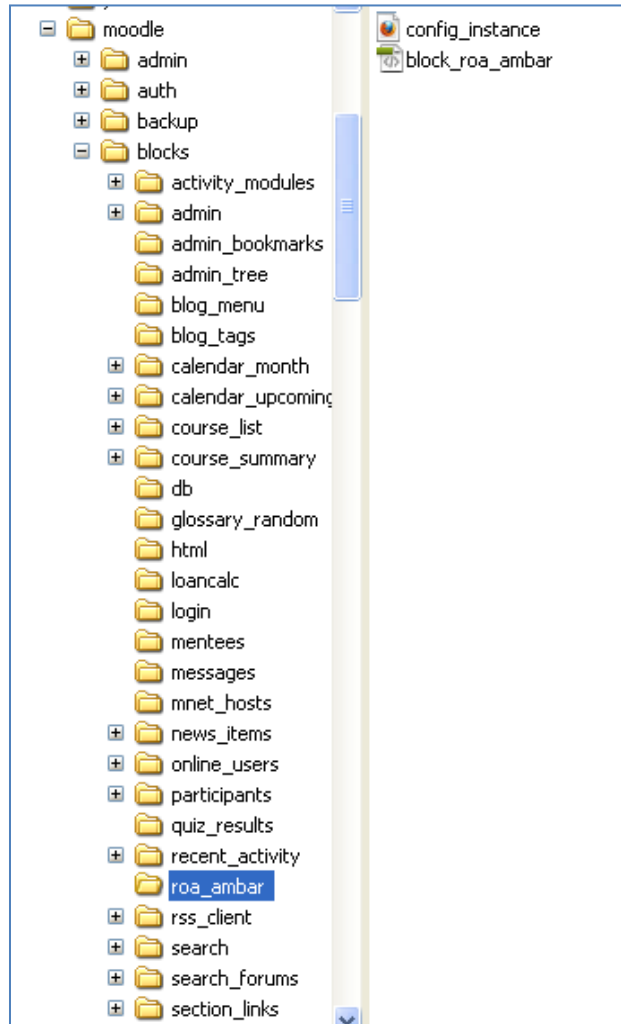 moodle
admin
auth
backup
blocks
activity_modules
admin
admin_bookmarks
admin_tree
blog_menu
blog_tags
calendar_month
calendar_upcoming
course_list
course_summary
db
glossary_random
html
loancalc
login
mentees
messages
mnet_hosts
news_items
online_users
participants
quiz_results
recent_activity
roa_ambar
rss_client
search
search_forums
section_links
config_instance
block_roa_ambar